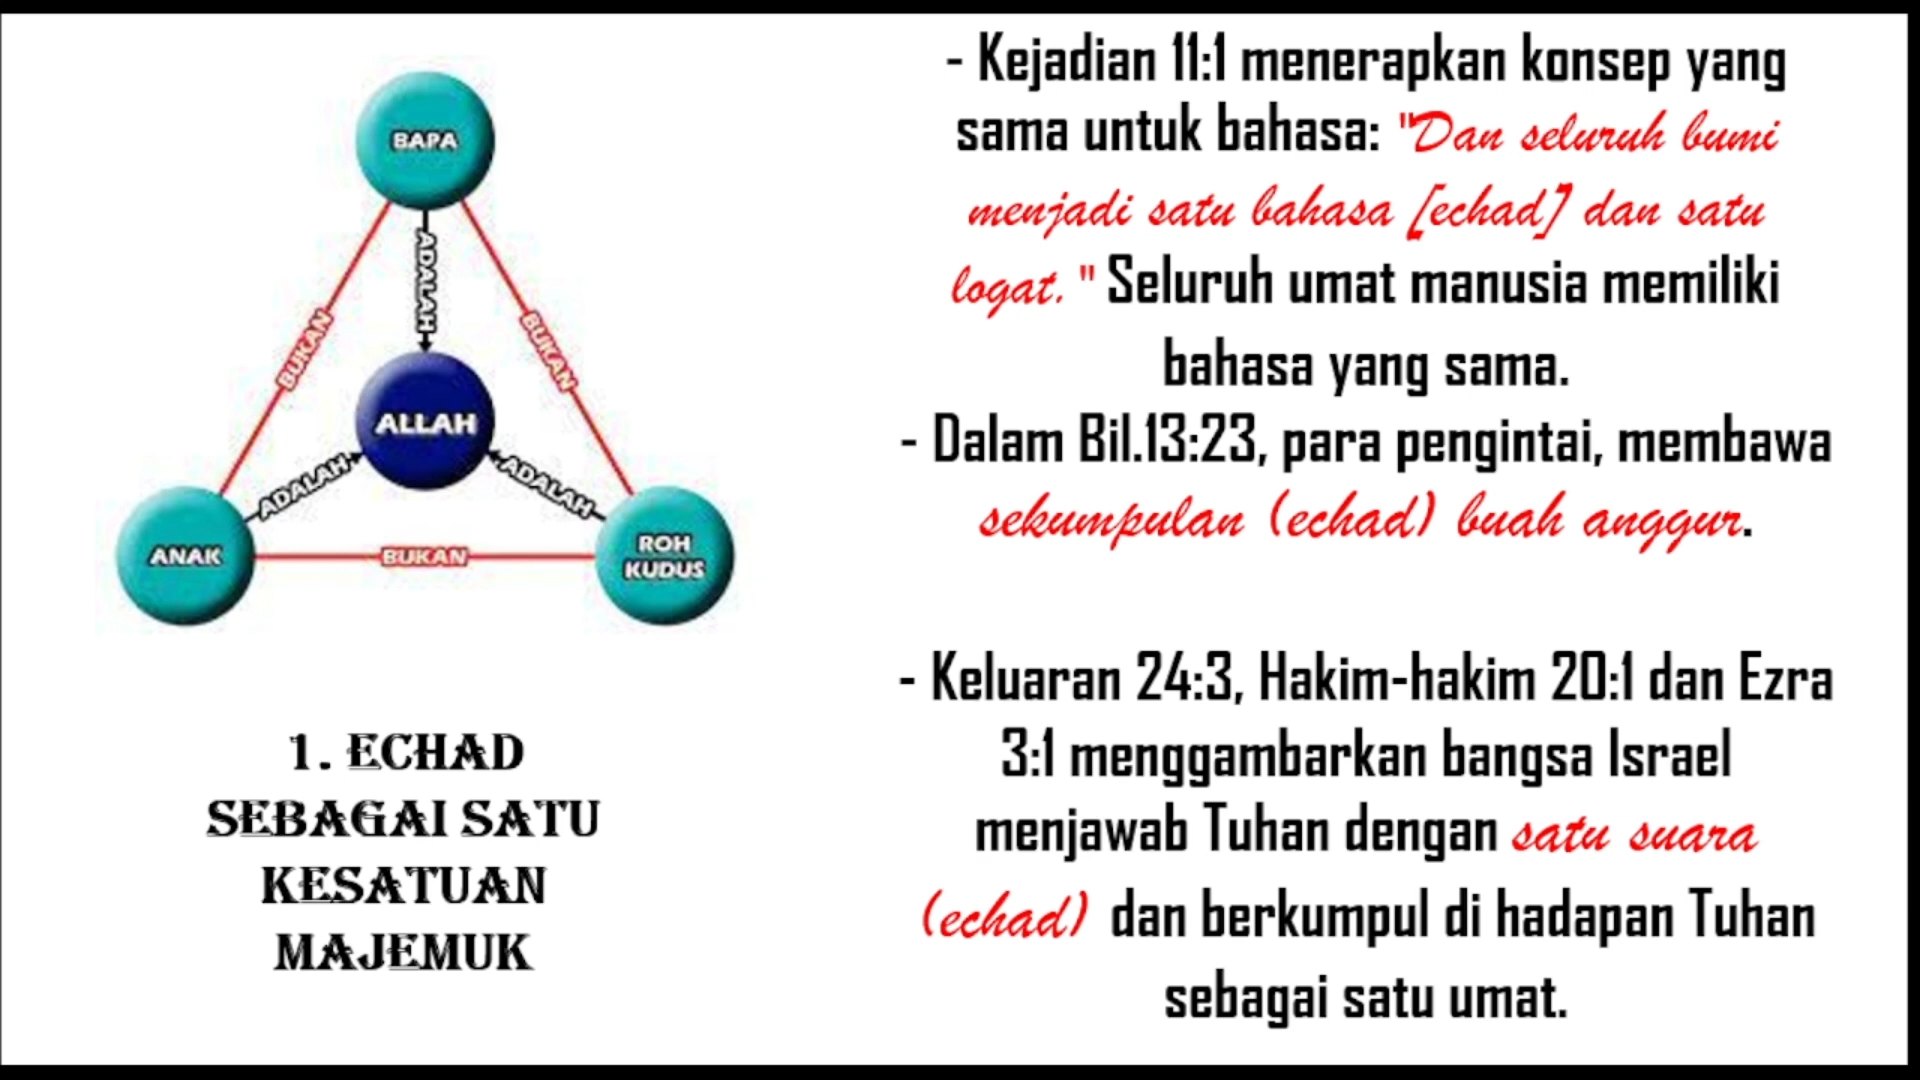 BAPA
ADALAH
BUKAN
BUKAN
ALLAH
ADALAH
ADALAH
ANAK
BUKAN
ROH
KUDUS
1. ECHAD
SEBAGAI SATU
KESATUAN
MAJEMUK
- Kejadian 11:1 menerapkan konsep yang
sama untuk bahasa: "Dan seluruh bumi
menjadi satu bahasa [echad] dan satu
logat. " Seluruh umat manusia memiliki
bahasa yang sama.
- Dalam Bil.13:23, para pengintai, membawa
sekumpulan (echad) buah anggur.
- Keluaran 24:3, Hakim-hakim 20:1 dan Ezra
3:1 menggambarkan bangsa Israel
menjawab Tuhan dengan satu suara
(echad) dan berkumpul di hadapan Tuhan
sebagai satu umat.